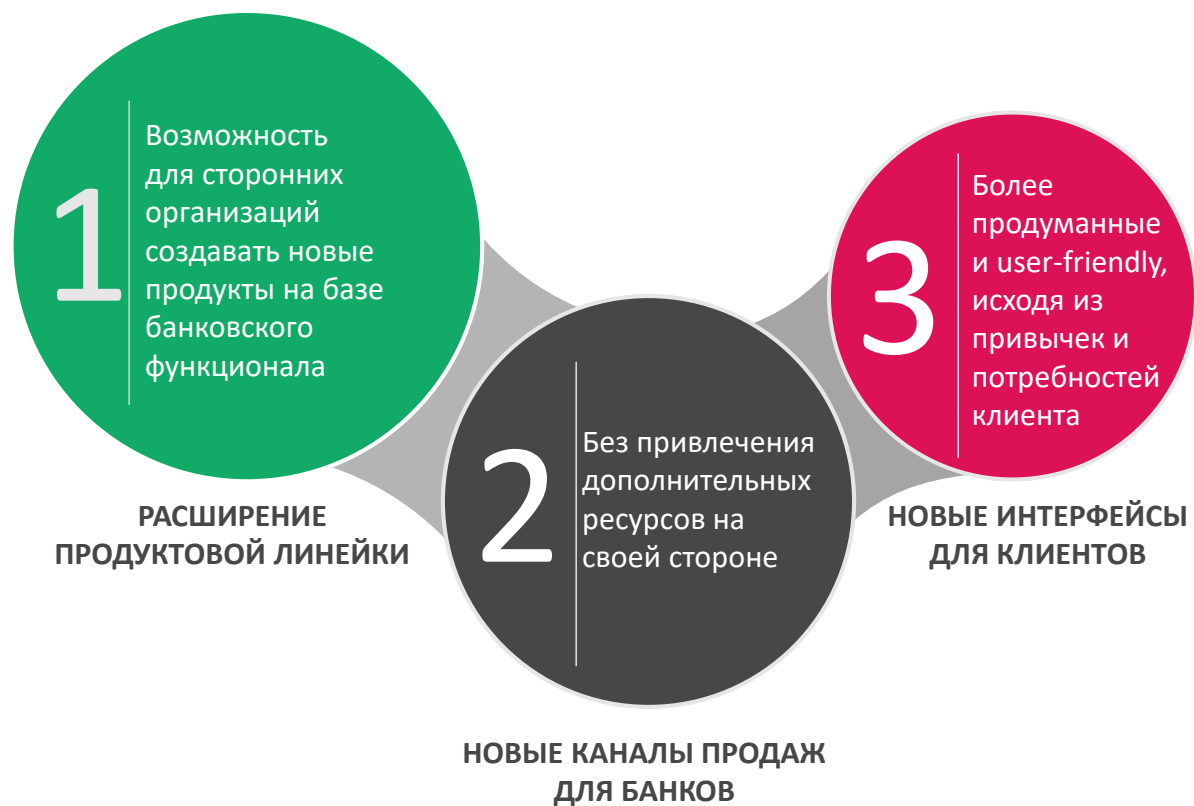 1
Возможность
для сторонних
организаций
создавать новые
продукты на базе
банковского
функционала
РАСШИРЕНИЕ
ПРОДУКТОВОЙ ЛИНЕЙКИ
2
Без привлечения
дополнительных
ресурсов на
своей стороне
НОВЫЕ КАНАЛЫ ПРОДАЖ
ДЛЯ БАНКОВ
3
Более
продуманные
и user-friendly,
исходя из
привычек и
потребностей
клиента
НОВЫЕ ИНТЕРФЕЙСЫ
ДЛЯ КЛИЕНТОВ